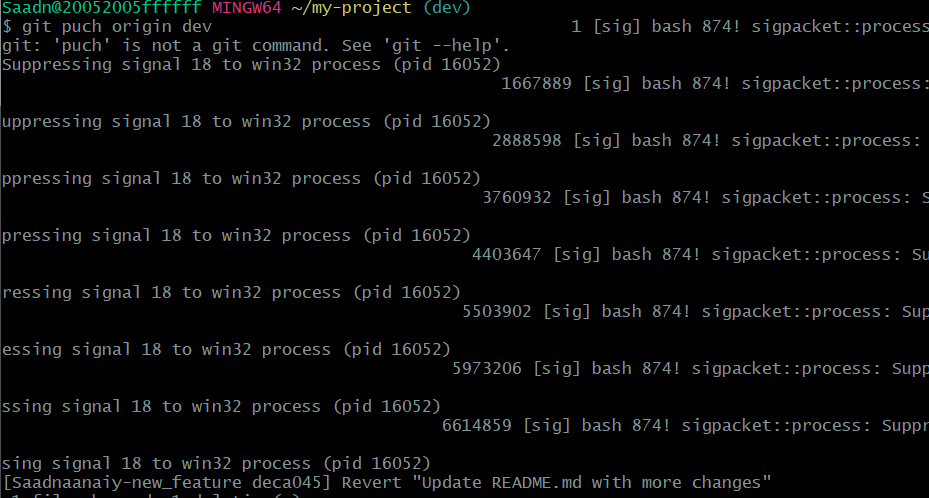 Saadn@20052005ffffff MINGW64 ~/my-project (dev)
$ git puch origin dev 1 [sig] bash 874! sigpacket::process
git: 'puch' is not a git command. See 'git --help'.
Suppressing signal 18 to win32 process (pid 16052)
1667889 [sig] bash 874! sigpacket::process:
uppressing signal 18 to win32 process (pid 16052)
2888598 [sig] bash 874! sigpacket::process:
ppressing signal 18 to win32 process (pid 16052)
3760932 [sig] bash 874! sigpacket::process: S
pressing signal 18 to win32 process (pid 16052)
4403647 [sig] bash 874! sigpacket::process: Su
ressing signal 18 to win32 process (pid 16052)
5503902 [sig] bash 874! sigpacket::process: Sup
essing signal 18 to win32 process (pid 16052)
5973206 [sig] bash 874! sigpacket::process: Supp
ssing signal 18 to win32 process (pid 16052)
6614859 [sig] bash 874! sigpacket::process: Suppr
sing signal 18 to win32 process (pid 16052)
[Saadnaanaiy-new_feature deca045] Revert "Update README.md with more changes"